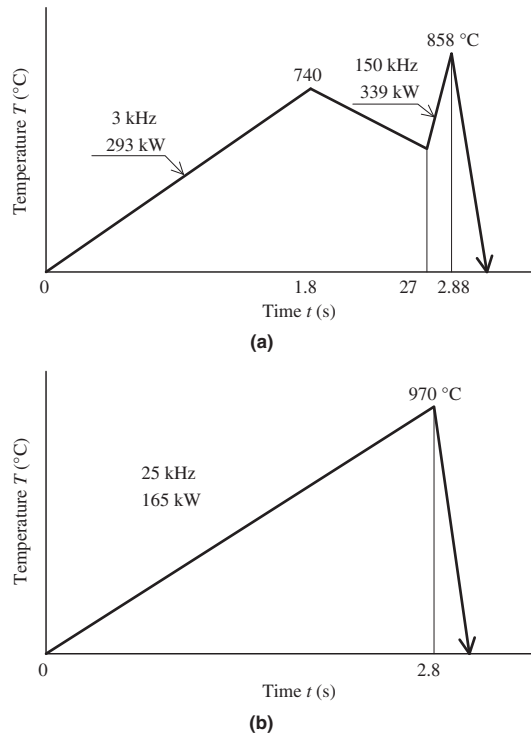 858 °C
150 kHz
339 kW
740
3 kHz
293 kW
Temperature T (°C)
0
1.8
27
2.88
Time t (s)
(a)
970 °C
25 kHz
165 kW
Temperature T (°C)
0
2.8
Time t (s)
(b)